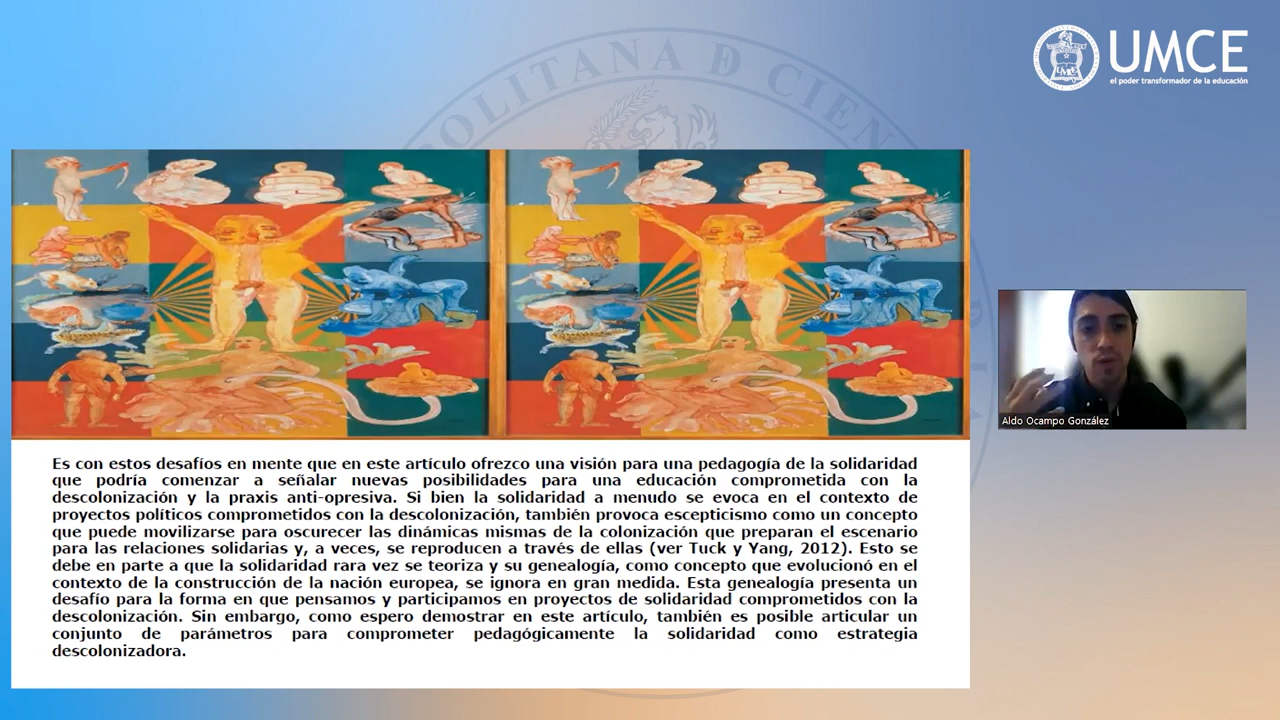 OLITANA D CIEN
UMCE
el poder transformador de la educación
Aldo Ocampo González
Es con estos desafíos en mente que en este artículo ofrezco una visión para una pedagogía de la solidaridad
que podría comenzar a señalar nuevas posibilidades para una educación comprometida con la
descolonización y la praxis anti-opresiva. Si bien la solidaridad a menudo se evoca en el contexto de
proyectos políticos comprometidos con la descolonización, también provoca escepticismo como un concepto
que puede movilizarse para oscurecer las dinámicas mismas de la colonización que preparan el escenario
para las relaciones solidarias y, a veces, se reproducen a través de ellas (ver Tuck y Yang, 2012). Esto se
debe en parte a que la solidaridad rara vez se teoriza y su genealogía, como concepto que evolucionó en el
contexto de la construcción de la nación europea, se ignora en gran medida. Esta genealogía presenta un
desafío para la forma en que pensamos y participamos en proyectos de solidaridad comprometidos con la
descolonización. Sin embargo, como espero demostrar en este artículo, también es posible articular un
conjunto de parámetros para comprometer pedagógicamente la solidaridad como estrategia
descolonizadora.